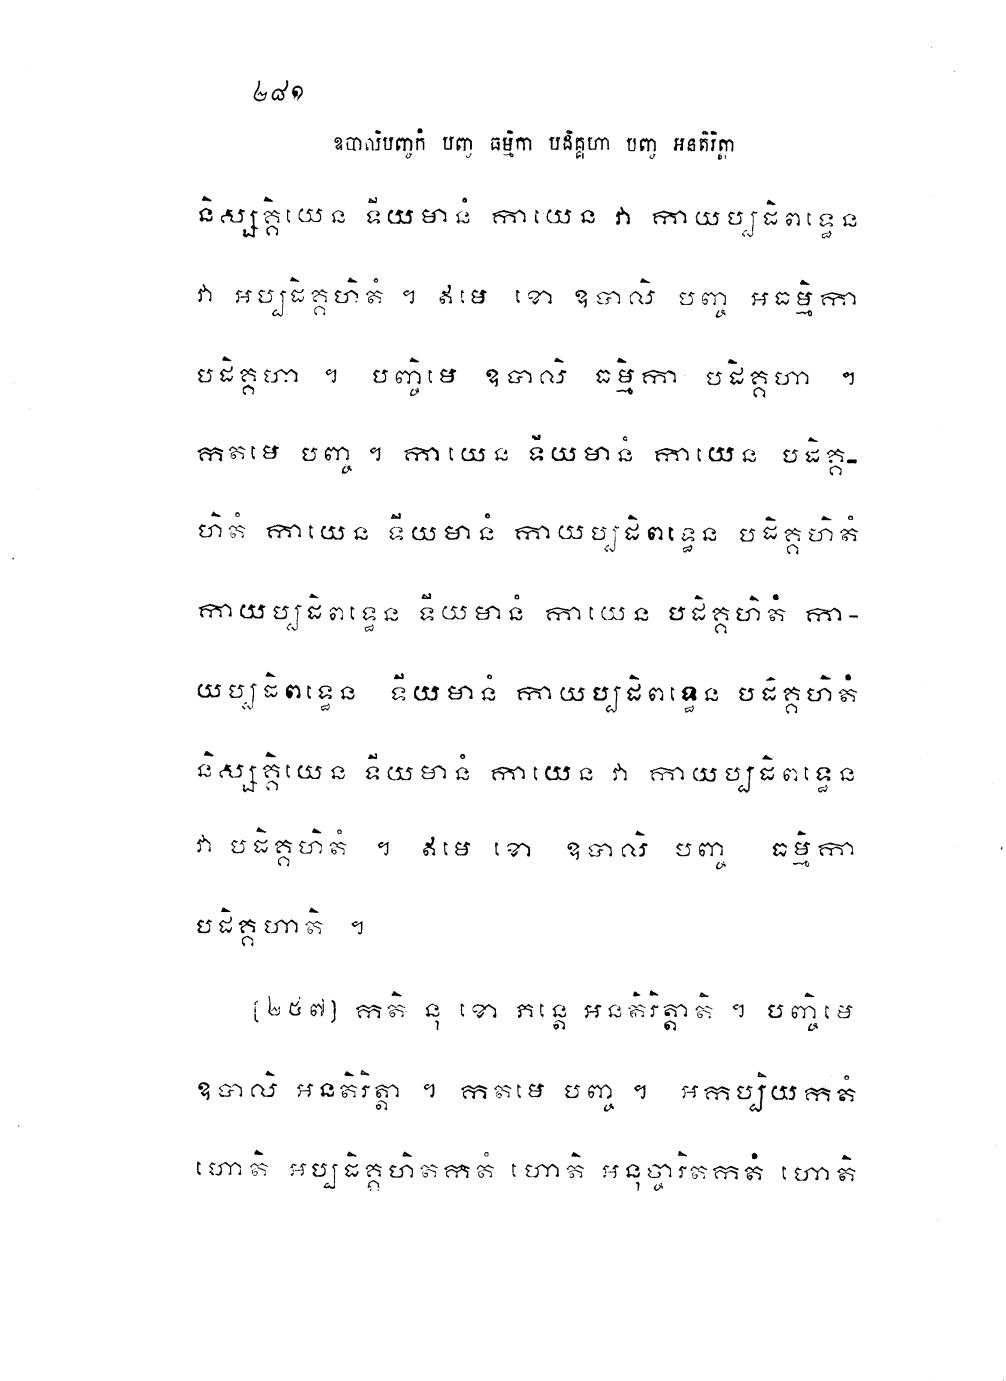 ២៨១
ឧបាលិបញ្ចកំ បញ្ច ធម្មិកា បដិគ្គហា បញ្ច អនតិរិត្តា
និស្សគ្គិយេន ទីយមានំ កាយេន វា កាយប្បដិពទ្ធេន
វា អប្បដិគ្គហិតំ ។ ឥមេ ខោ ឧបាលិ បញ្ច អធម្មិកា
បដិគ្គហា ។ បញ្ចិមេ ឧបាលិ ធម្មិកា បដិគ្គហា ។
កតមេ បញ្ច ។ កាយេន ទីយមានំ កាយេន បដិគ្គ-
ហិតំ កាយេន ទីយមានំ កាយប្បដិពទ្ធេន បដិគ្គហិតំ
កាយប្បដិពទ្ធេន ទីយមានំ កាយេន បដិគ្គហិតំ កា-
យប្បដិពទ្ធេន ទីយមានំ កាយប្បដិពទ្ធេន បដិគ្គហិតំ
និស្សគ្គិយេន ទីយមានំ កាយេន វា កាយប្បដិពទ្ធេន
វា បដិគ្គហិតំ ។ ឥមេ ខោ ឧបាលិ បញ្ច ធម្មិកា
បដិគ្គហាតិ ។
[២៥៧] កតិ នុ ខោ ភន្តេ អនតិរិត្តាតិ ។ បញ្ចិមេ
ឧបាលិ អនតិរិត្តា ។ កតមេ បញ្ច ។ អកប្បិយកតំ
ហោតិ អប្បដិគ្គហិតកតំ ហោតិ អនុច្ចារិតកតំ ហោតិ